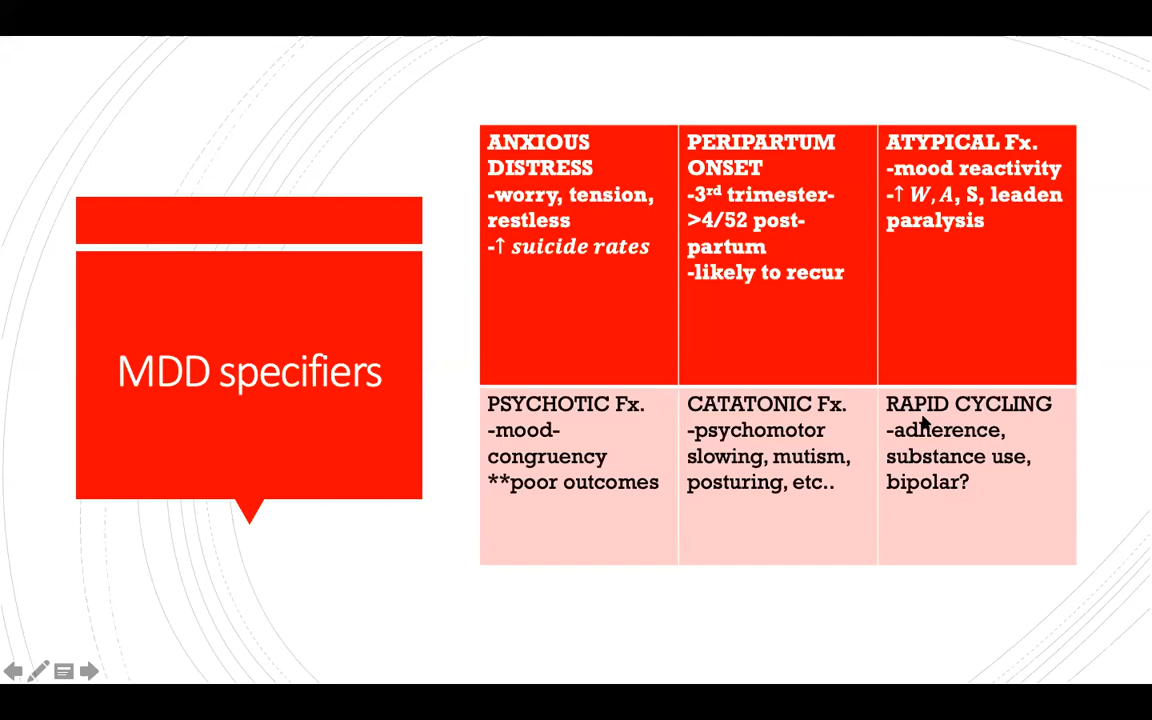 MDD specifiers
ANXIOUS
DISTRESS
-worry, tension,
restless
-↑ suicide rates
PERIPARTUM
ONSET
-3rd trimester-
>4/52 post-
partum
-likely to recur
ATYPICAL Fx.
-mood reactivity
-↑ W, A, S, leaden
paralysis
PSYCHOTIC Fx.
-mood-
congruency
**poor outcomes
CATATONIC Fx.
-psychomotor
slowing, mutism,
posturing, etc..
RAPID CYCLING
-adherence,
substance use,
bipolar?